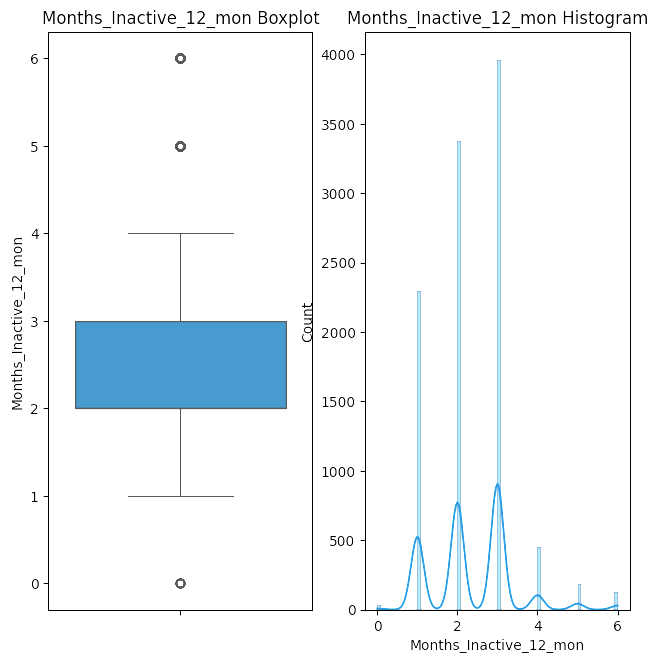 Months_Inactive_12_mon Boxplot
Months_Inactive_12_mon
6
5
4
3
2
1
0
Months_Inactive_12_mon Histogram
Count
4000
3500
3000
2500
2000
1500
1000
500
0
0 2 4 6
Months_Inactive_12_mon